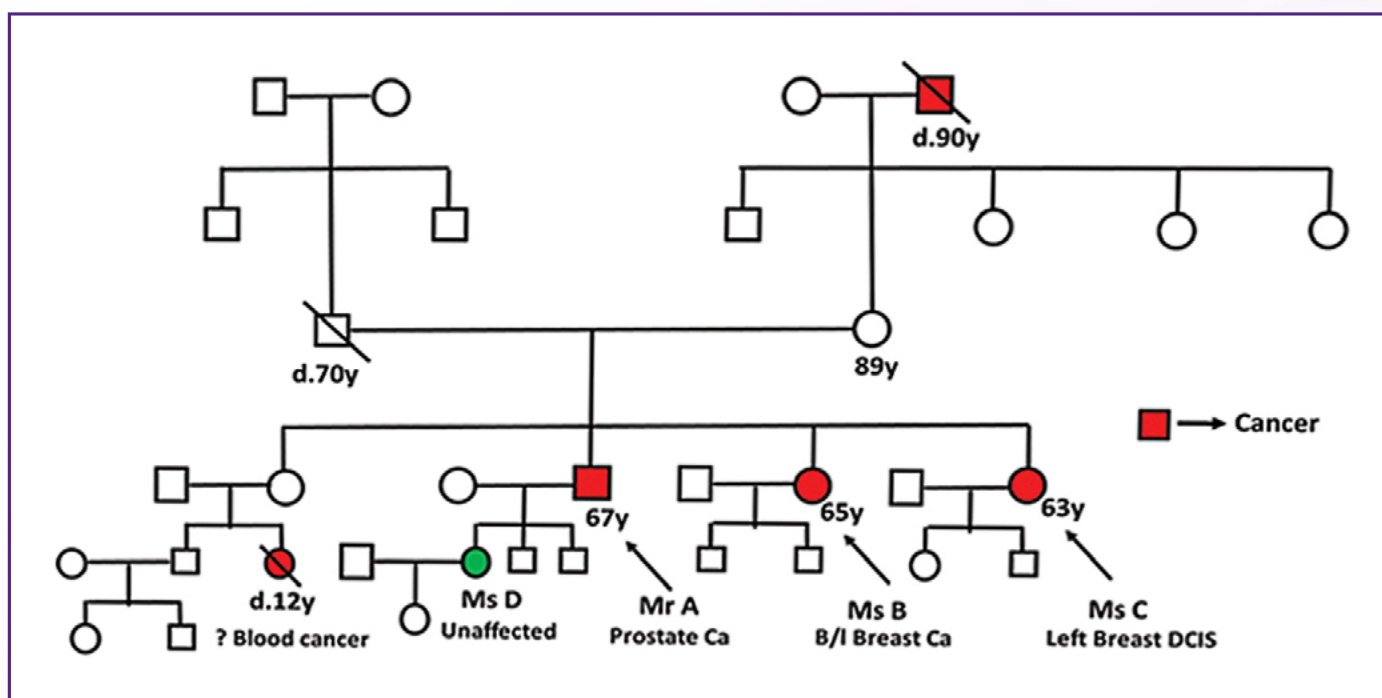 d.90y
d.70y
89y
Cancer
67y
65y
63y
d.12y
? Blood cancer
Ms D
Unaffected
Mr A
Prostate Ca
Ms B
B/I Breast Ca
Ms C
Left Breast DCIS